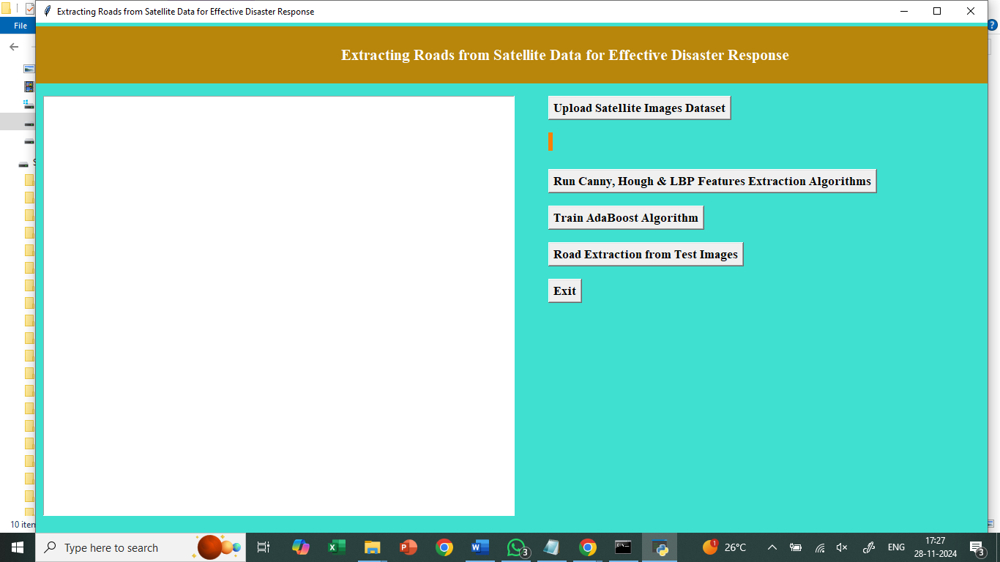 Extracting Roads from Satellite Data for Effective Disaster Response
File
Extracting Roads from Satellite Data for Effective Disaster Response
Upload Satellite Images Dataset
Run Canny, Hough & LBP Features Extraction Algorithms
Train AdaBoost Algorithm
Road Extraction from Test Images
Exit
S
10 iten
Type here to search
3
1
26°C
ENG
17:27
28-11-2024
3